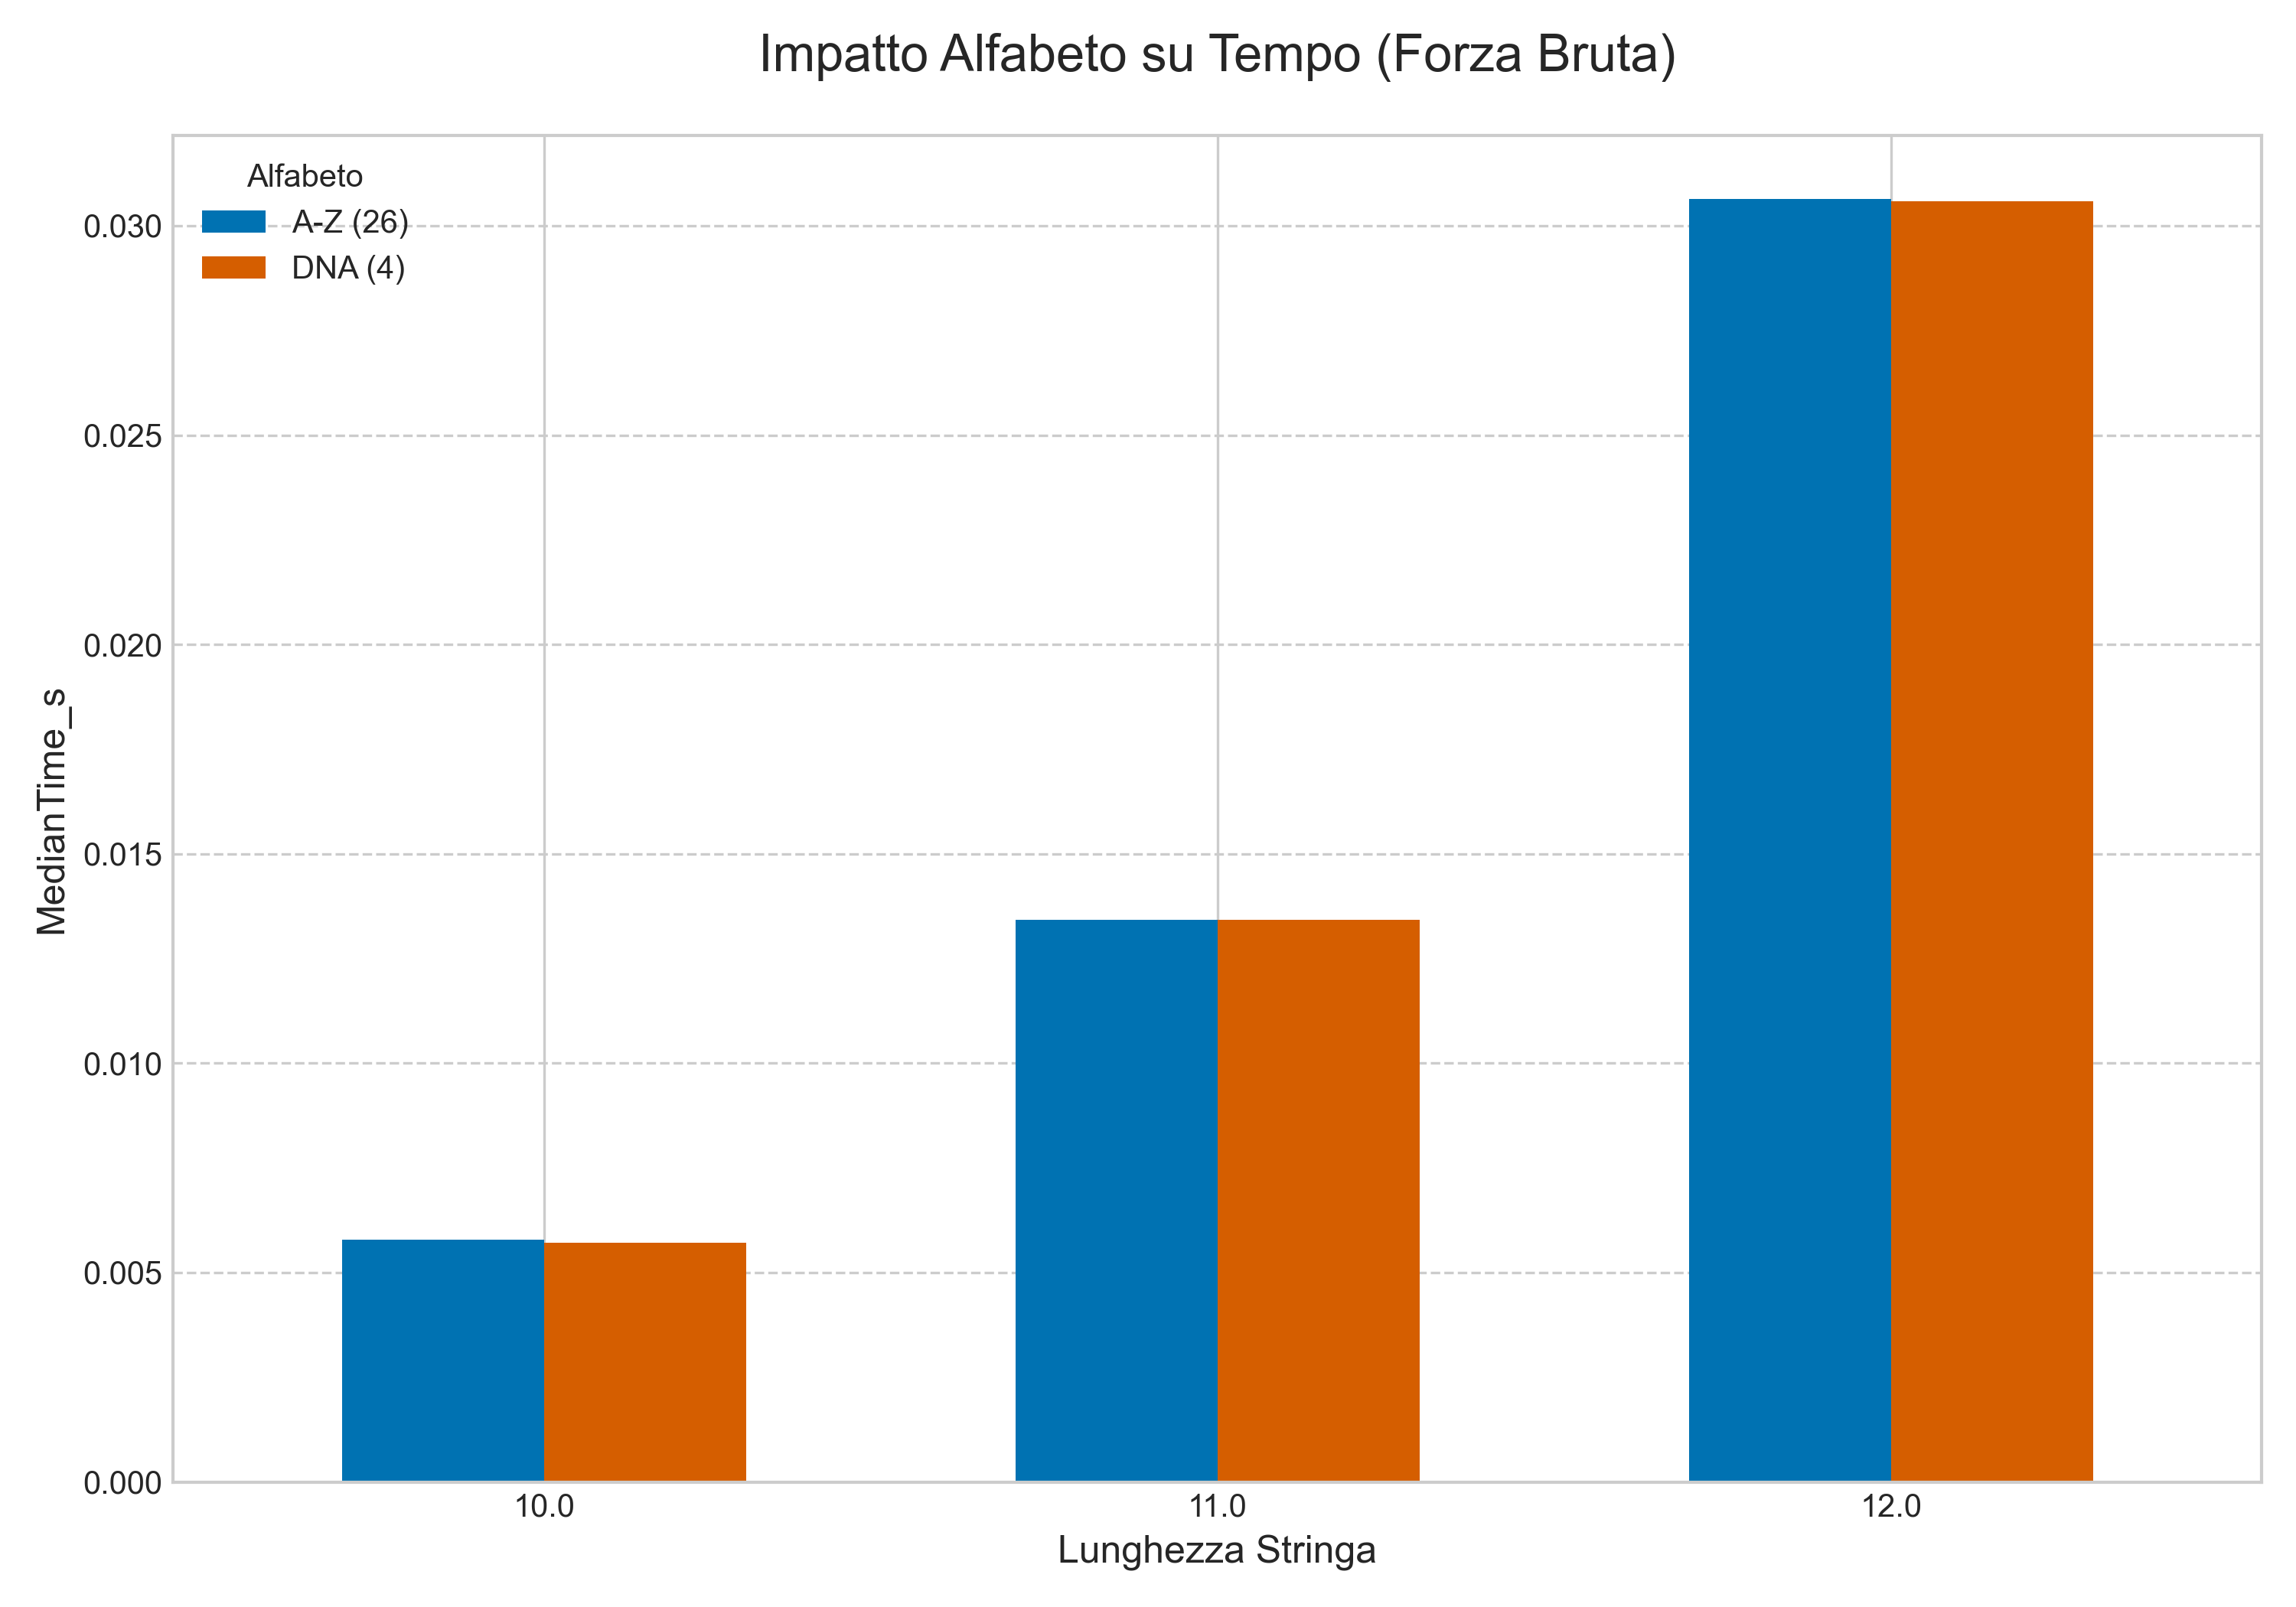 Impatto Alfabeto su Tempo (Forza Bruta)
Alfabeto
A-Z (26)
DNA (4)
0.030
0.025
0.020
0.015
0.010
0.005
0.000
MedianTime_s
10.0
11.0
12.0
Lunghezza Stringa